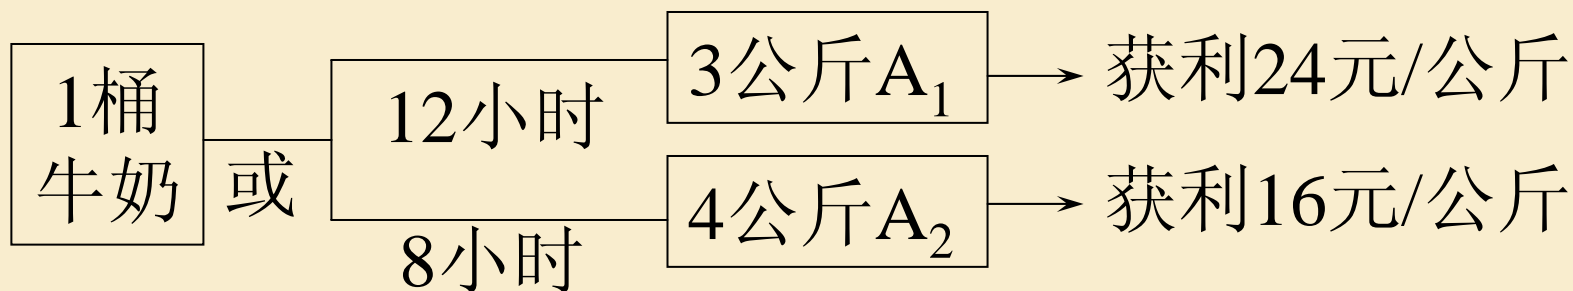 1桶
牛奶
或
12小时
3公斤A₁
获利24元/公斤
8小时
4公斤A₂
获利16元/公斤